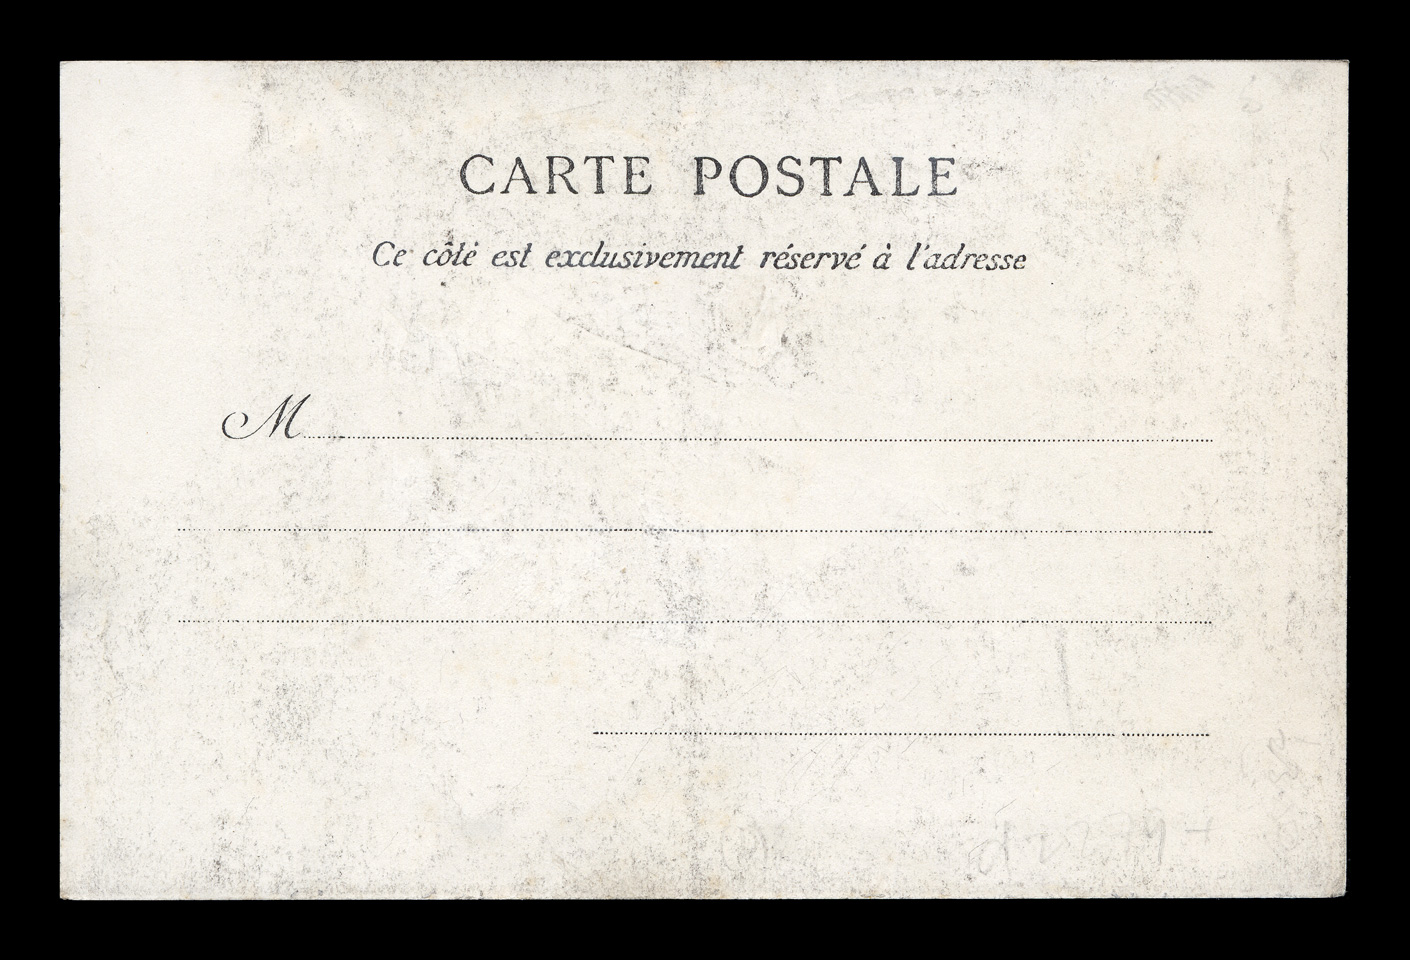 CARTE POSTALE
Ce côté est exclusivement réservé à l'adresse
M